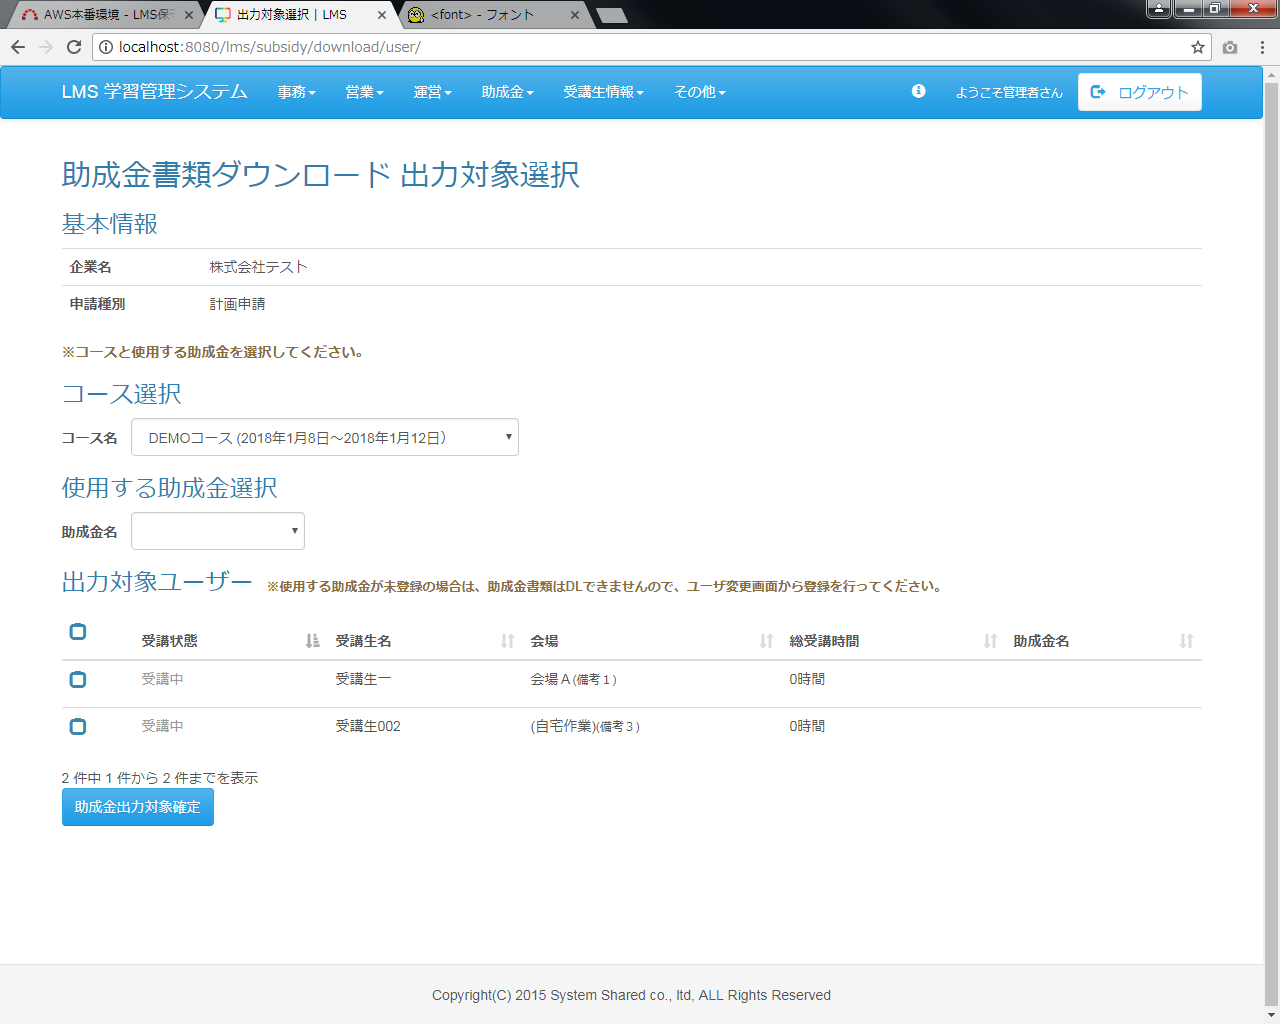 AWS本番環境 - LMS保守
出力対象選択 | LMS
<font> - フォント
localhost:8080/lms/subsidy/download/user/
LMS 学習管理システム 事務 営業 運営 助成金 受講生情報 その他 ようこそ管理者さん ログアウト
助成金書類ダウンロード 出力対象選択
基本情報
企業名 株式会社テスト
申請種別 計画申請
※コースと使用する助成金を選択してください。
コース選択
コース名 DEMOコース (2018年1月8日～2018年1月12日)
使用する助成金選択
助成金名
出力対象ユーザー ※使用する助成金が未登録の場合は、助成金書類はDLできませんので、ユーザ変更画面から登録を行ってください。
受講状態 受講生名 会場 総受講時間 助成金名
受講中 受講生一 会場Ａ(備考１) 0時間
受講中 受講生002 (自宅作業)(備考３) 0時間
2 件中 1 件から 2 件までを表示
助成金出力対象確定
Copyright(C) 2015 System Shared co., ltd, ALL Rights Reserved